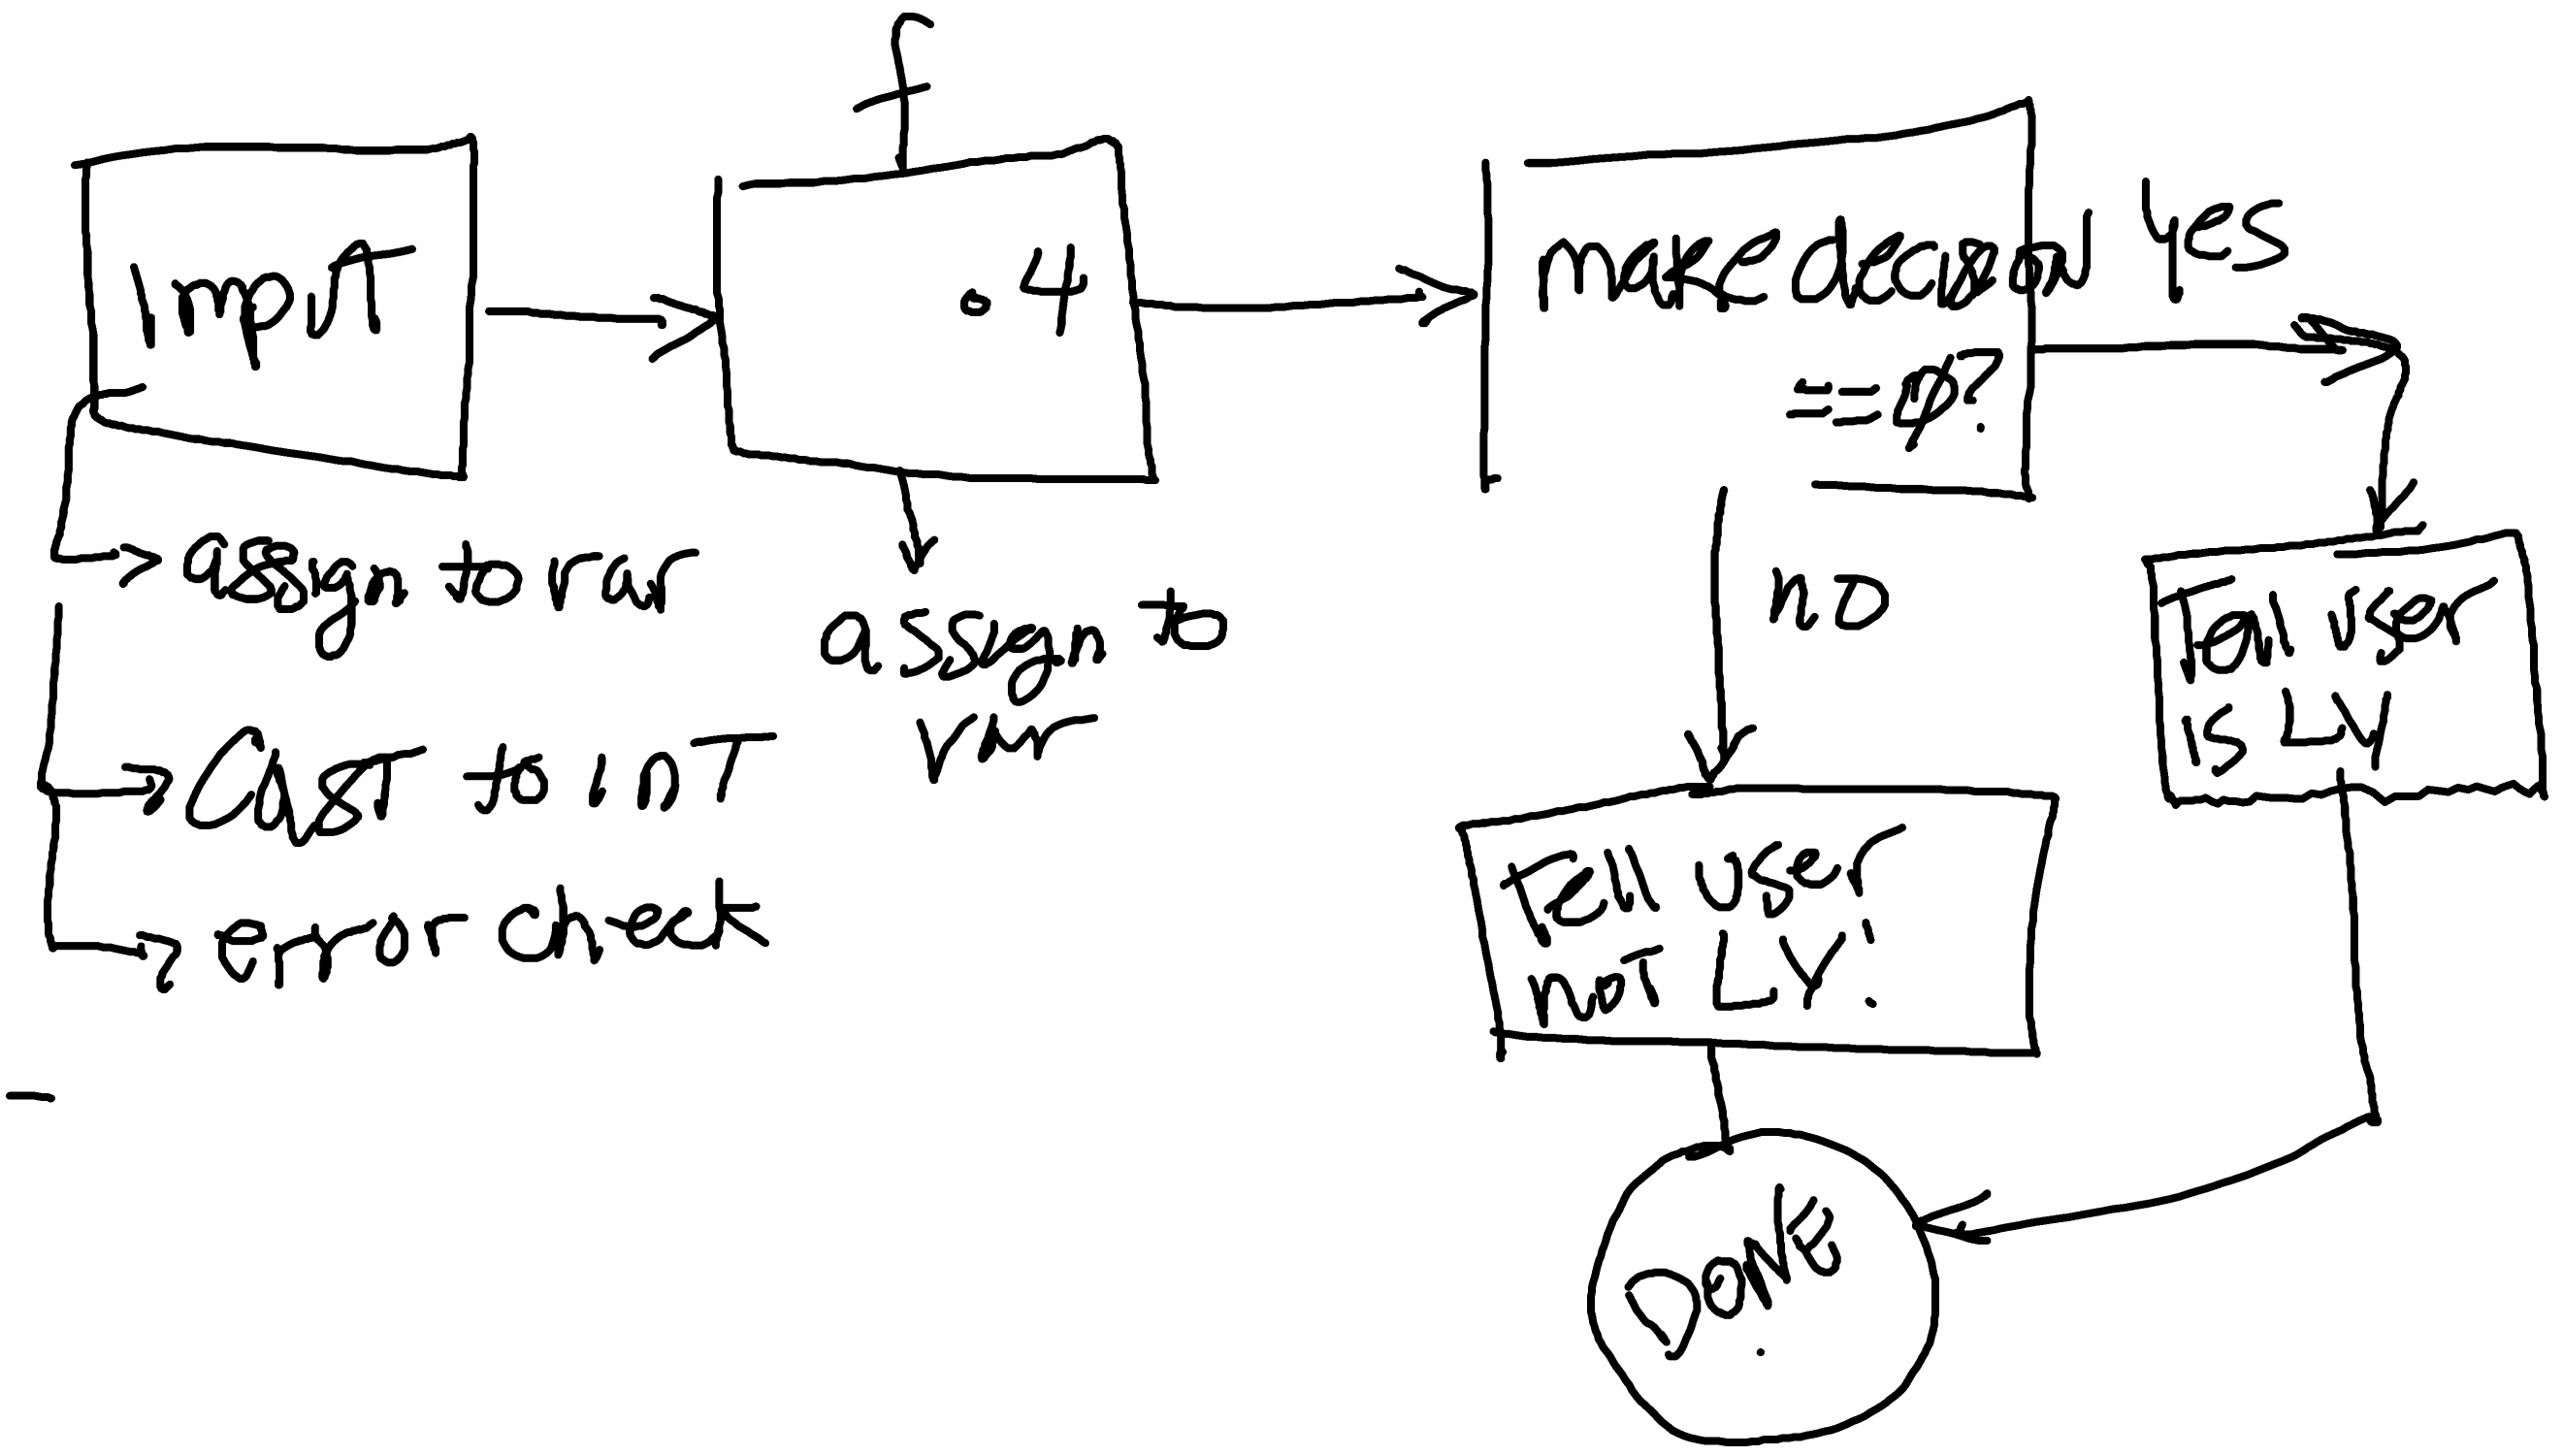 f
Input
.4
make decision
==0?
Yes
no
assign to var
Cast to int
error check
assign to
var
Tell user
is LY
Tell user
not LY!
DONE.